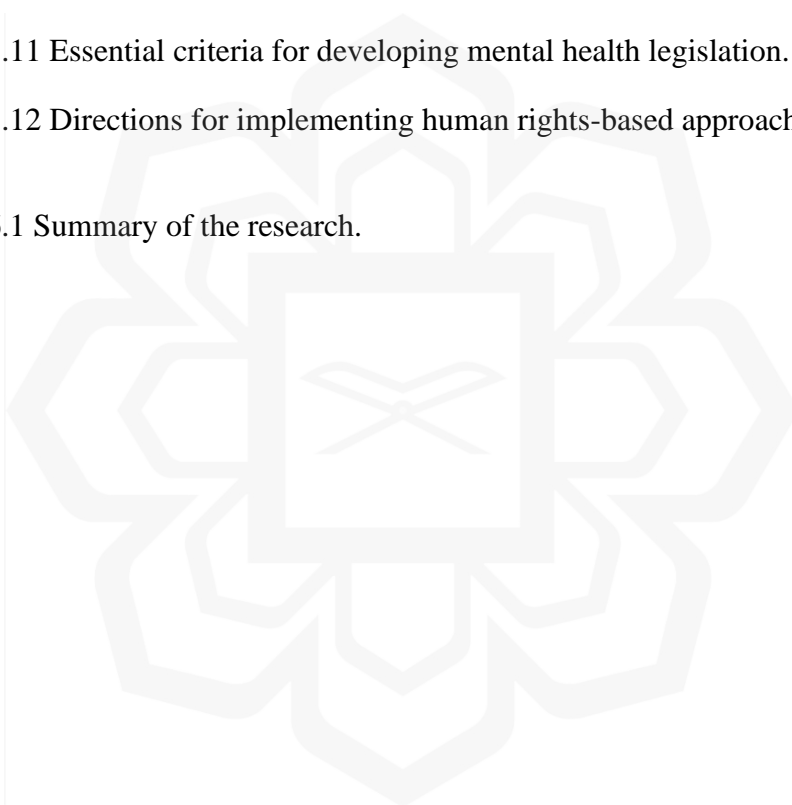 .11 Essential criteria for developing mental health legislation.
.12 Directions for implementing human rights-based approach
.1 Summary of the research.